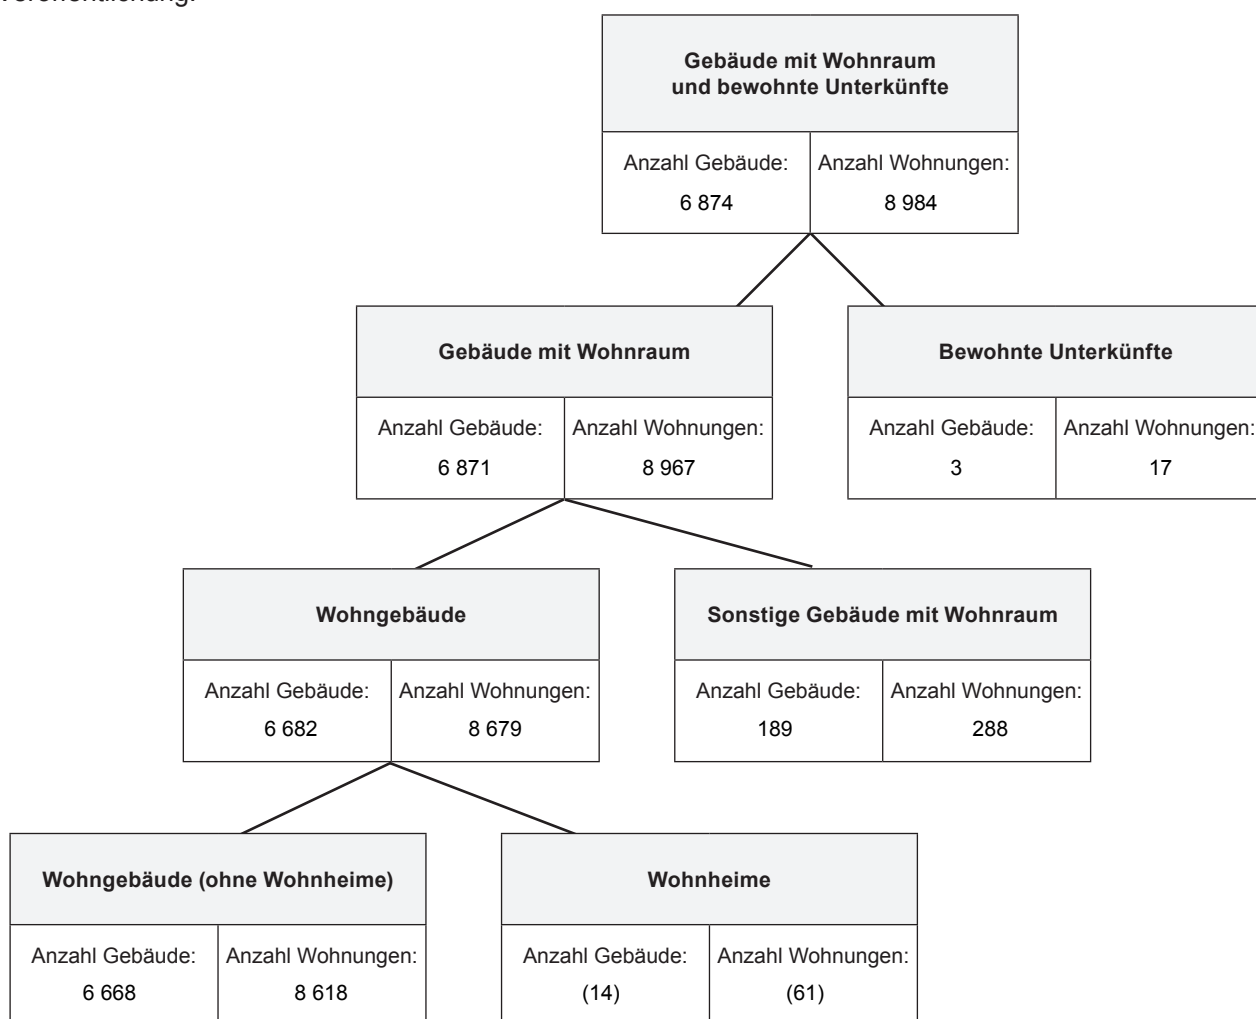 Veröffentlichung.
Gebäude mit Wohnraum
und bewohnte Unterkünfte
Anzahl Gebäude: Anzahl Wohnungen:
6 874 8 984
Gebäude mit Wohnraum Bewohnte Unterkünfte
Anzahl Gebäude: Anzahl Wohnungen: Anzahl Gebäude: Anzahl Wohnungen:
6 871 8 967 3 17
Wohngebäude Sonstige Gebäude mit Wohnraum
Anzahl Gebäude: Anzahl Wohnungen: Anzahl Gebäude: Anzahl Wohnungen:
6 682 8 679 189 288
Wohngebäude (ohne Wohnheime) Wohnheime
Anzahl Gebäude: Anzahl Wohnungen: Anzahl Gebäude: Anzahl Wohnungen:
6 668 8 618 (14) (61)